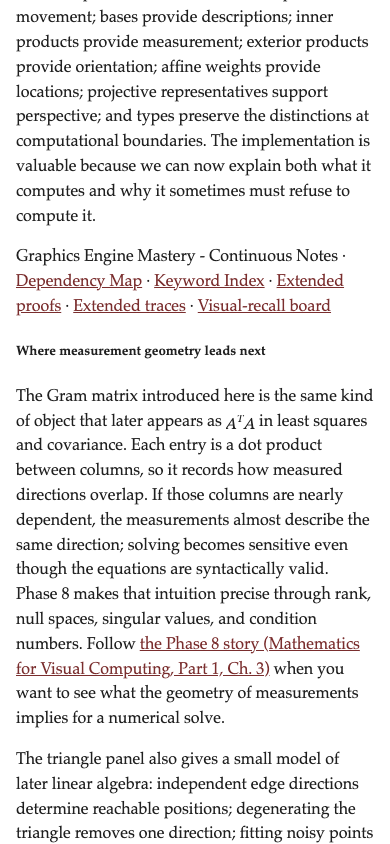 movement; bases provide descriptions; inner
products provide measurement; exterior products
provide orientation; affine weights provide
locations; projective representatives support
perspective; and types preserve the distinctions at
computational boundaries. The implementation is
valuable because we can now explain both what it
computes and why it sometimes must refuse to
compute it.
Graphics Engine Mastery - Continuous Notes ·
Dependency Map · Keyword Index · Extended
proofs · Extended traces · Visual-recall board
Where measurement geometry leads next
The Gram matrix introduced here is the same kind
of object that later appears as AᵀA in least squares
and covariance. Each entry is a dot product
between columns, so it records how measured
directions overlap. If those columns are nearly
dependent, the measurements almost describe the
same direction; solving becomes sensitive even
though the equations are syntactically valid.
Phase 8 makes that intuition precise through rank,
null spaces, singular values, and condition
numbers. Follow the Phase 8 story (Mathematics
for Visual Computing, Part 1, Ch. 3) when you
want to see what the geometry of measurements
implies for a numerical solve.
The triangle panel also gives a small model of
later linear algebra: independent edge directions
determine reachable positions; degenerating the
triangle removes one direction; fitting noisy points